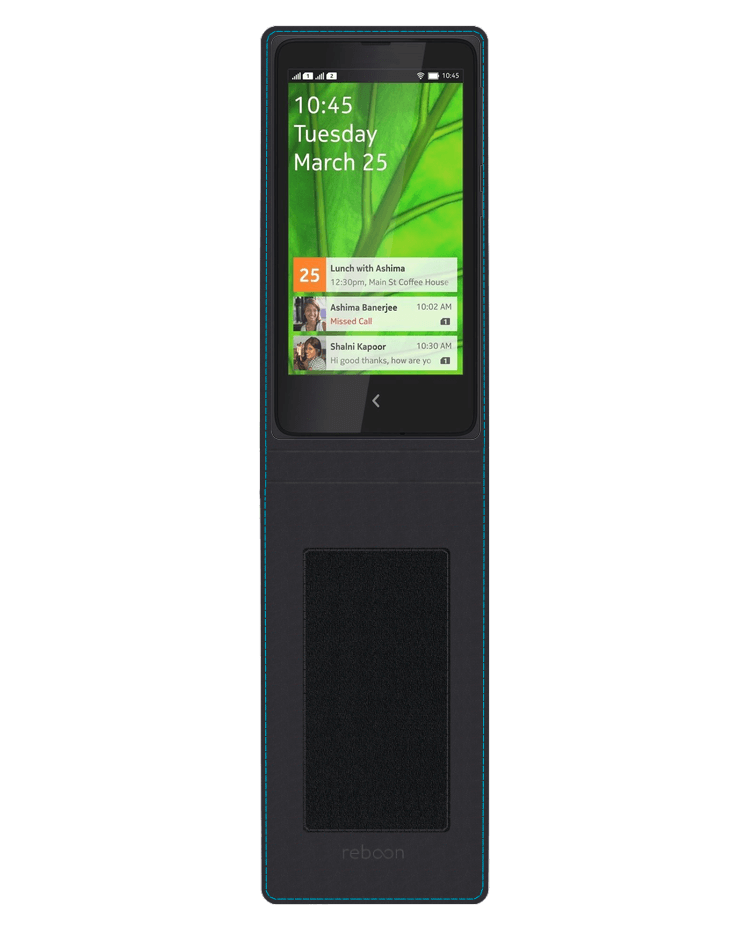 1 2 10:45
10:45
Tuesday
March 25
25 Lunch with Ashima
12:30pm, Main St Coffee House
Ashima Banerjee 10:02 AM
Missed Call 1
Shalni Kapoor 10:30 AM
Hi good thanks, how are yo 1
reboon